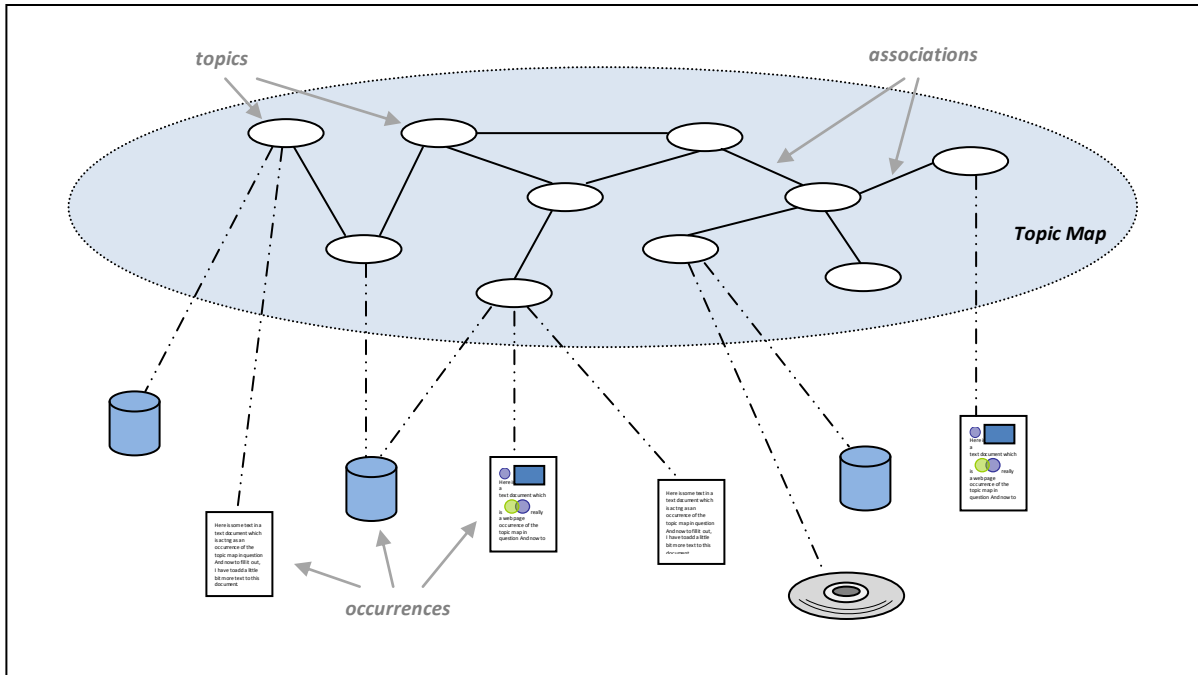 topics
associations
Topic Map
Here is some text in a
text document which
is acting as an
occurrence of the
topic map in question
And now to fill it out,
I have to add a little
bit more text to this
document
Here is
a
text document which
is really
a web page
occurrence of the
topic map in
question And now to
Here is some text in a
text document which
is acting as an
occurrence of the
topic map in question
And now to fill it out,
I have to add a little
bit more text to this
document
Here is
a
text document which
is really
a web page
occurrence of the
topic map in
question And now to
occurrences